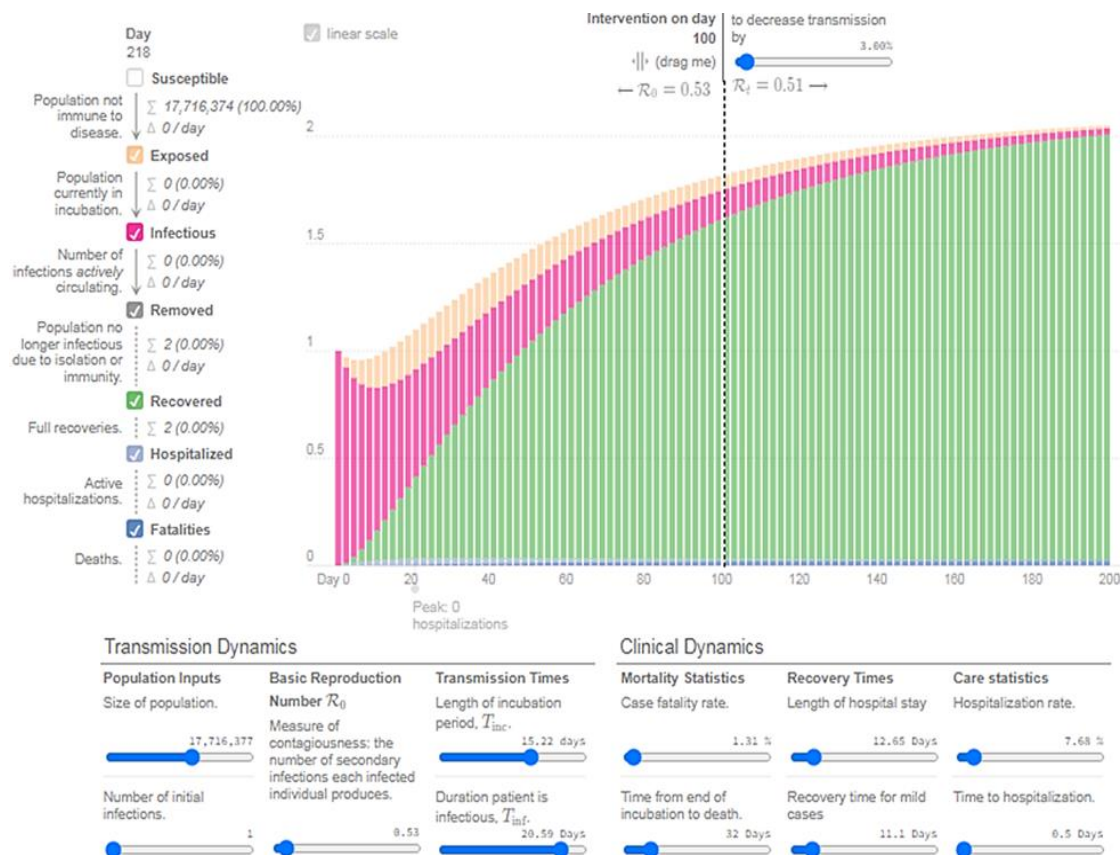 Day
218
Susceptible
Population not
immune to
disease.
∑ 17,716,374 (100.00%)
Δ 0 / day
Exposed
Population
currently in
incubation.
∑ 0 (0.00%)
Δ 0 / day
Infectious
Number of
infections actively
circulating.
∑ 0 (0.00%)
Δ 0 / day
Removed
Population no
longer infectious
due to isolation or
immunity.
∑ 2 (0.00%)
Δ 0 / day
Recovered
Full recoveries.
∑ 2 (0.00%)
Hospitalized
Active
hospitalizations.
∑ 0 (0.00%)
Δ 0 / day
Fatalities
Deaths.
∑ 0 (0.00%)
Δ 0 / day
linear scale
Intervention on day
100
(drag me)
← R₀ = 0.53
to decrease transmission
by
3.00%
Rₜ = 0.51 →
2
1.5
1
0.5
0
Day 0 20 40 60 80 100 120 140 160 180 200
Peak: 0
hospitalizations
Transmission Dynamics
Population Inputs
Size of population.
17,716,377
Number of initial
infections.
1
Basic Reproduction
Number R₀
Measure of
contagiousness: the
number of secondary
infections each infected
individual produces.
0.53
Transmission Times
Length of incubation
period, Tinc.
15.22 days
Duration patient is
infectious, Tinf.
20.59 Days
Clinical Dynamics
Mortality Statistics
Case fatality rate.
1.31 %
Time from end of
incubation to death.
32 Days
Recovery Times
Length of hospital stay
12.65 Days
Recovery time for mild
cases
11.1 Days
Care statistics
Hospitalization rate.
7.68 %
Time to hospitalization.
0.5 Days